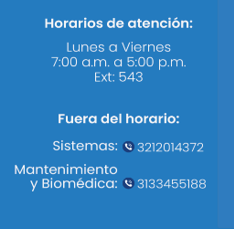 Horarios de atención:
Lunes a Viernes
7:00 a.m. a 5:00 p.m.
Ext: 543
Fuera del horario:
Sistemas: 3212014372
Mantenimiento
y Biomédica: 3133455188